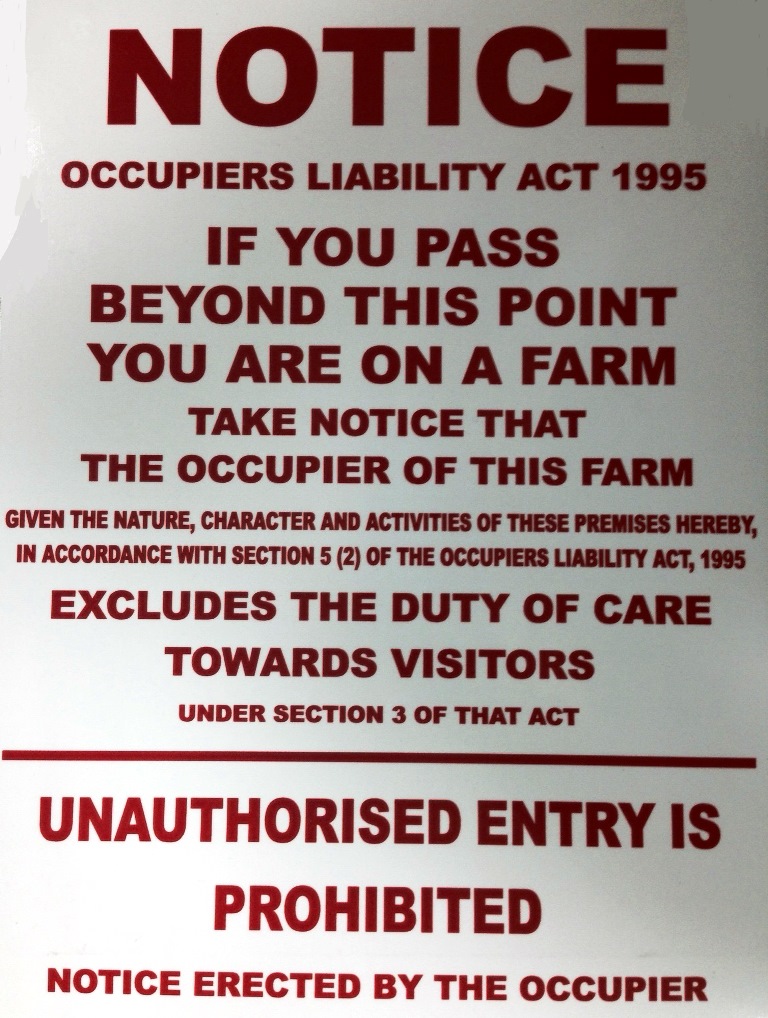 NOTICE
OCCUPIERS LIABILITY ACT 1995
IF YOU PASS
BEYOND THIS POINT
YOU ARE ON A FARM
TAKE NOTICE THAT
THE OCCUPIER OF THIS FARM
GIVEN THE NATURE, CHARACTER AND ACTIVITIES OF THESE PREMISES HEREBY,
IN ACCORDANCE WITH SECTION 5 (2) OF THE OCCUPIERS LIABILITY ACT, 1995
EXCLUDES THE DUTY OF CARE
TOWARDS VISITORS
UNDER SECTION 3 OF THAT ACT
UNAUTHORISED ENTRY IS
PROHIBITED
NOTICE ERECTED BY THE OCCUPIER